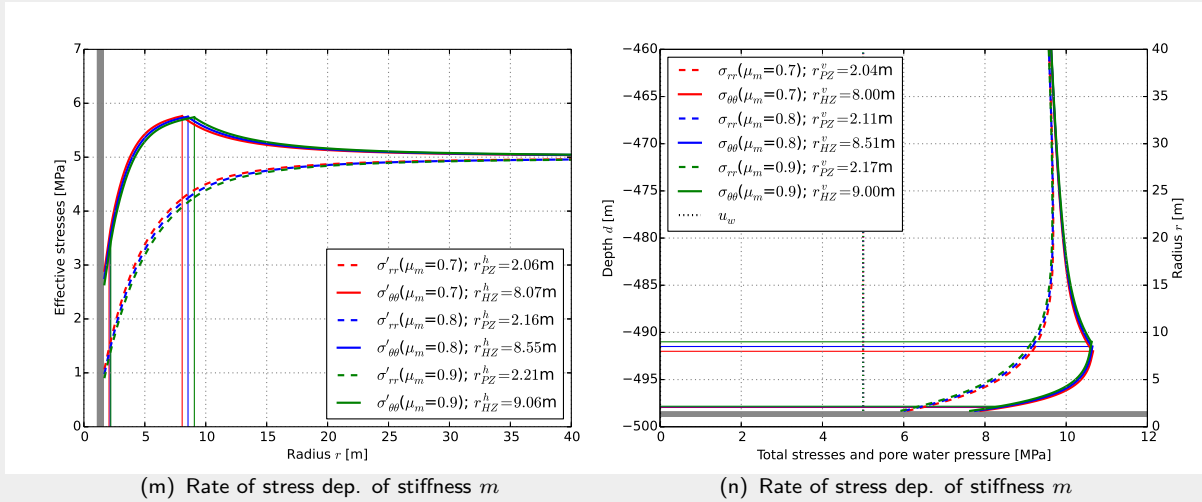 7
6
5
4
3
2
1
0
Effective stresses [MPa]
0 5 10 15 20 25 30 35 40
Radius r [m]
σ′rr(μm=0.7); r^h_PZ=2.06m
σ′θθ(μm=0.7); r^h_HZ=8.07m
σ′rr(μm=0.8); r^h_PZ=2.16m
σ′θθ(μm=0.8); r^h_HZ=8.55m
σ′rr(μm=0.9); r^h_PZ=2.21m
σ′θθ(μm=0.9); r^h_HZ=9.06m
(m) Rate of stress dep. of stiffness m
−460
−465
−470
−475
−480
−485
−490
−495
−500
Depth d [m]
σrr(μm=0.7); r^v_PZ=2.04m
σθθ(μm=0.7); r^v_HZ=8.00m
σrr(μm=0.8); r^v_PZ=2.11m
σθθ(μm=0.8); r^v_HZ=8.51m
σrr(μm=0.9); r^v_PZ=2.17m
σθθ(μm=0.9); r^v_HZ=9.00m
u_w
40
35
30
25
20
15
10
5
0
Radius r [m]
0 2 4 6 8 10 12
Total stresses and pore water pressure [MPa]
(n) Rate of stress dep. of stiffness m